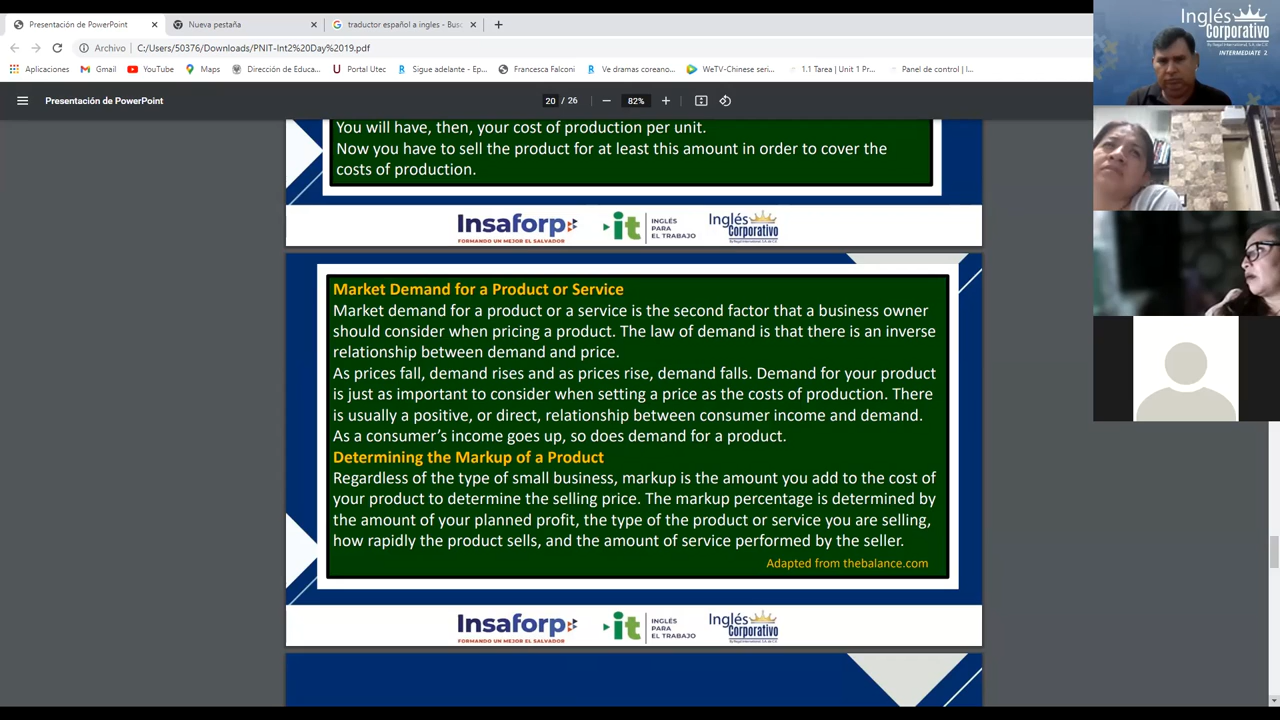 Presentación de PowerPoint
Nueva pestaña
traductor español a ingles - Bus
Archivo
C:/Users/50376/Downloads/PNIT-Int2%20Day%2019.pdf
Aplicaciones
Gmail
YouTube
Maps
Dirección de Educa...
Portal Utec
Sigue adelante - Ep...
Francesca Falconi
Ve dramas coreano...
WeTV-Chinese seri...
1.1 Tarea | Unit 1 Pr...
Panel de control | I...
Presentación de PowerPoint
20 / 26
82%
You will have, then, your cost of production per unit.
Now you have to sell the product for at least this amount in order to cover the
costs of production.
Insaforp
FORMANDO UN MEJOR EL SALVADOR
it
INGLÉS
PARA
EL TRABAJO
Inglés
Corporativo
By Regal International, S.A. de C.V.
Market Demand for a Product or Service
Market demand for a product or a service is the second factor that a business owner
should consider when pricing a product. The law of demand is that there is an inverse
relationship between demand and price.
As prices fall, demand rises and as prices rise, demand falls. Demand for your product
is just as important to consider when setting a price as the costs of production. There
is usually a positive, or direct, relationship between consumer income and demand.
As a consumer's income goes up, so does demand for a product.
Determining the Markup of a Product
Regardless of the type of small business, markup is the amount you add to the cost of
your product to determine the selling price. The markup percentage is determined by
the amount of your planned profit, the type of the product or service you are selling,
how rapidly the product sells, and the amount of service performed by the seller.
Adapted from thebalance.com
Insaforp
FORMANDO UN MEJOR EL SALVADOR
it
INGLÉS
PARA
EL TRABAJO
Inglés
Corporativo
By Regal International, S.A. de C.V.
Inglés
Corporativo
By Regal International, S.A. de C.V.
INTERMEDIATE 2